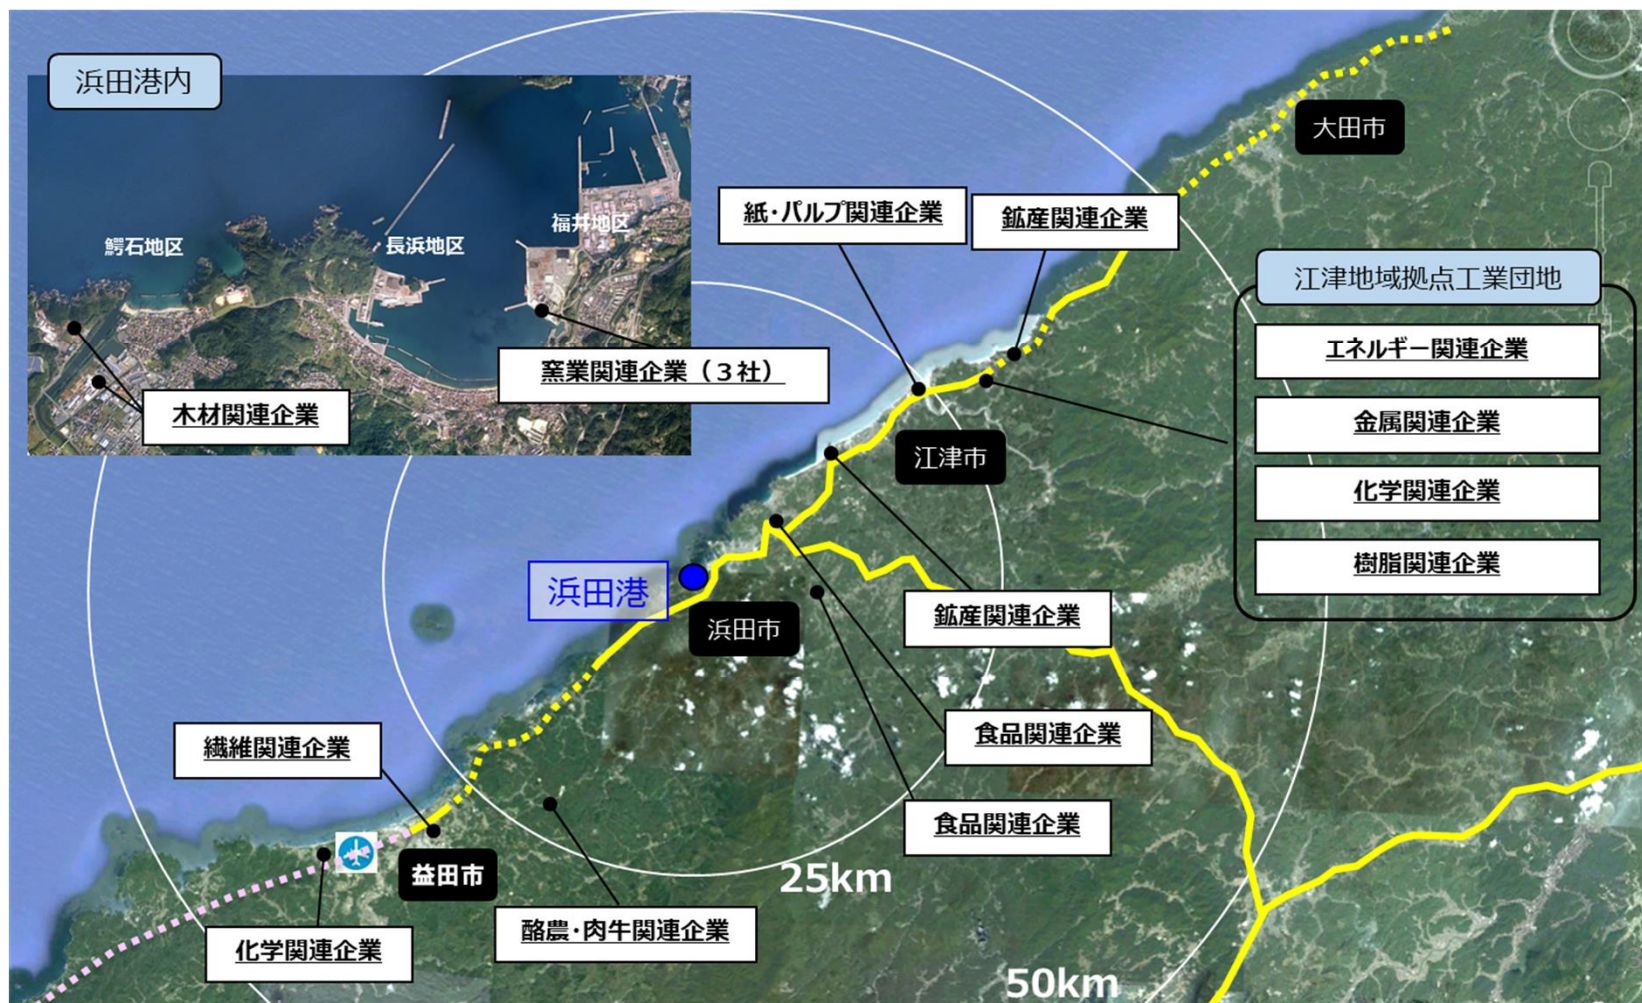 浜田港内
大田市
紙・パルプ関連企業
鉱産関連企業
鰐石地区
長浜地区
福井地区
江津地域拠点工業団地
エネルギー関連企業
窯業関連企業（３社）
木材関連企業
金属関連企業
江津市
化学関連企業
樹脂関連企業
浜田港
浜田市
鉱産関連企業
繊維関連企業
食品関連企業
食品関連企業
益田市
25km
酪農・肉牛関連企業
化学関連企業
50km